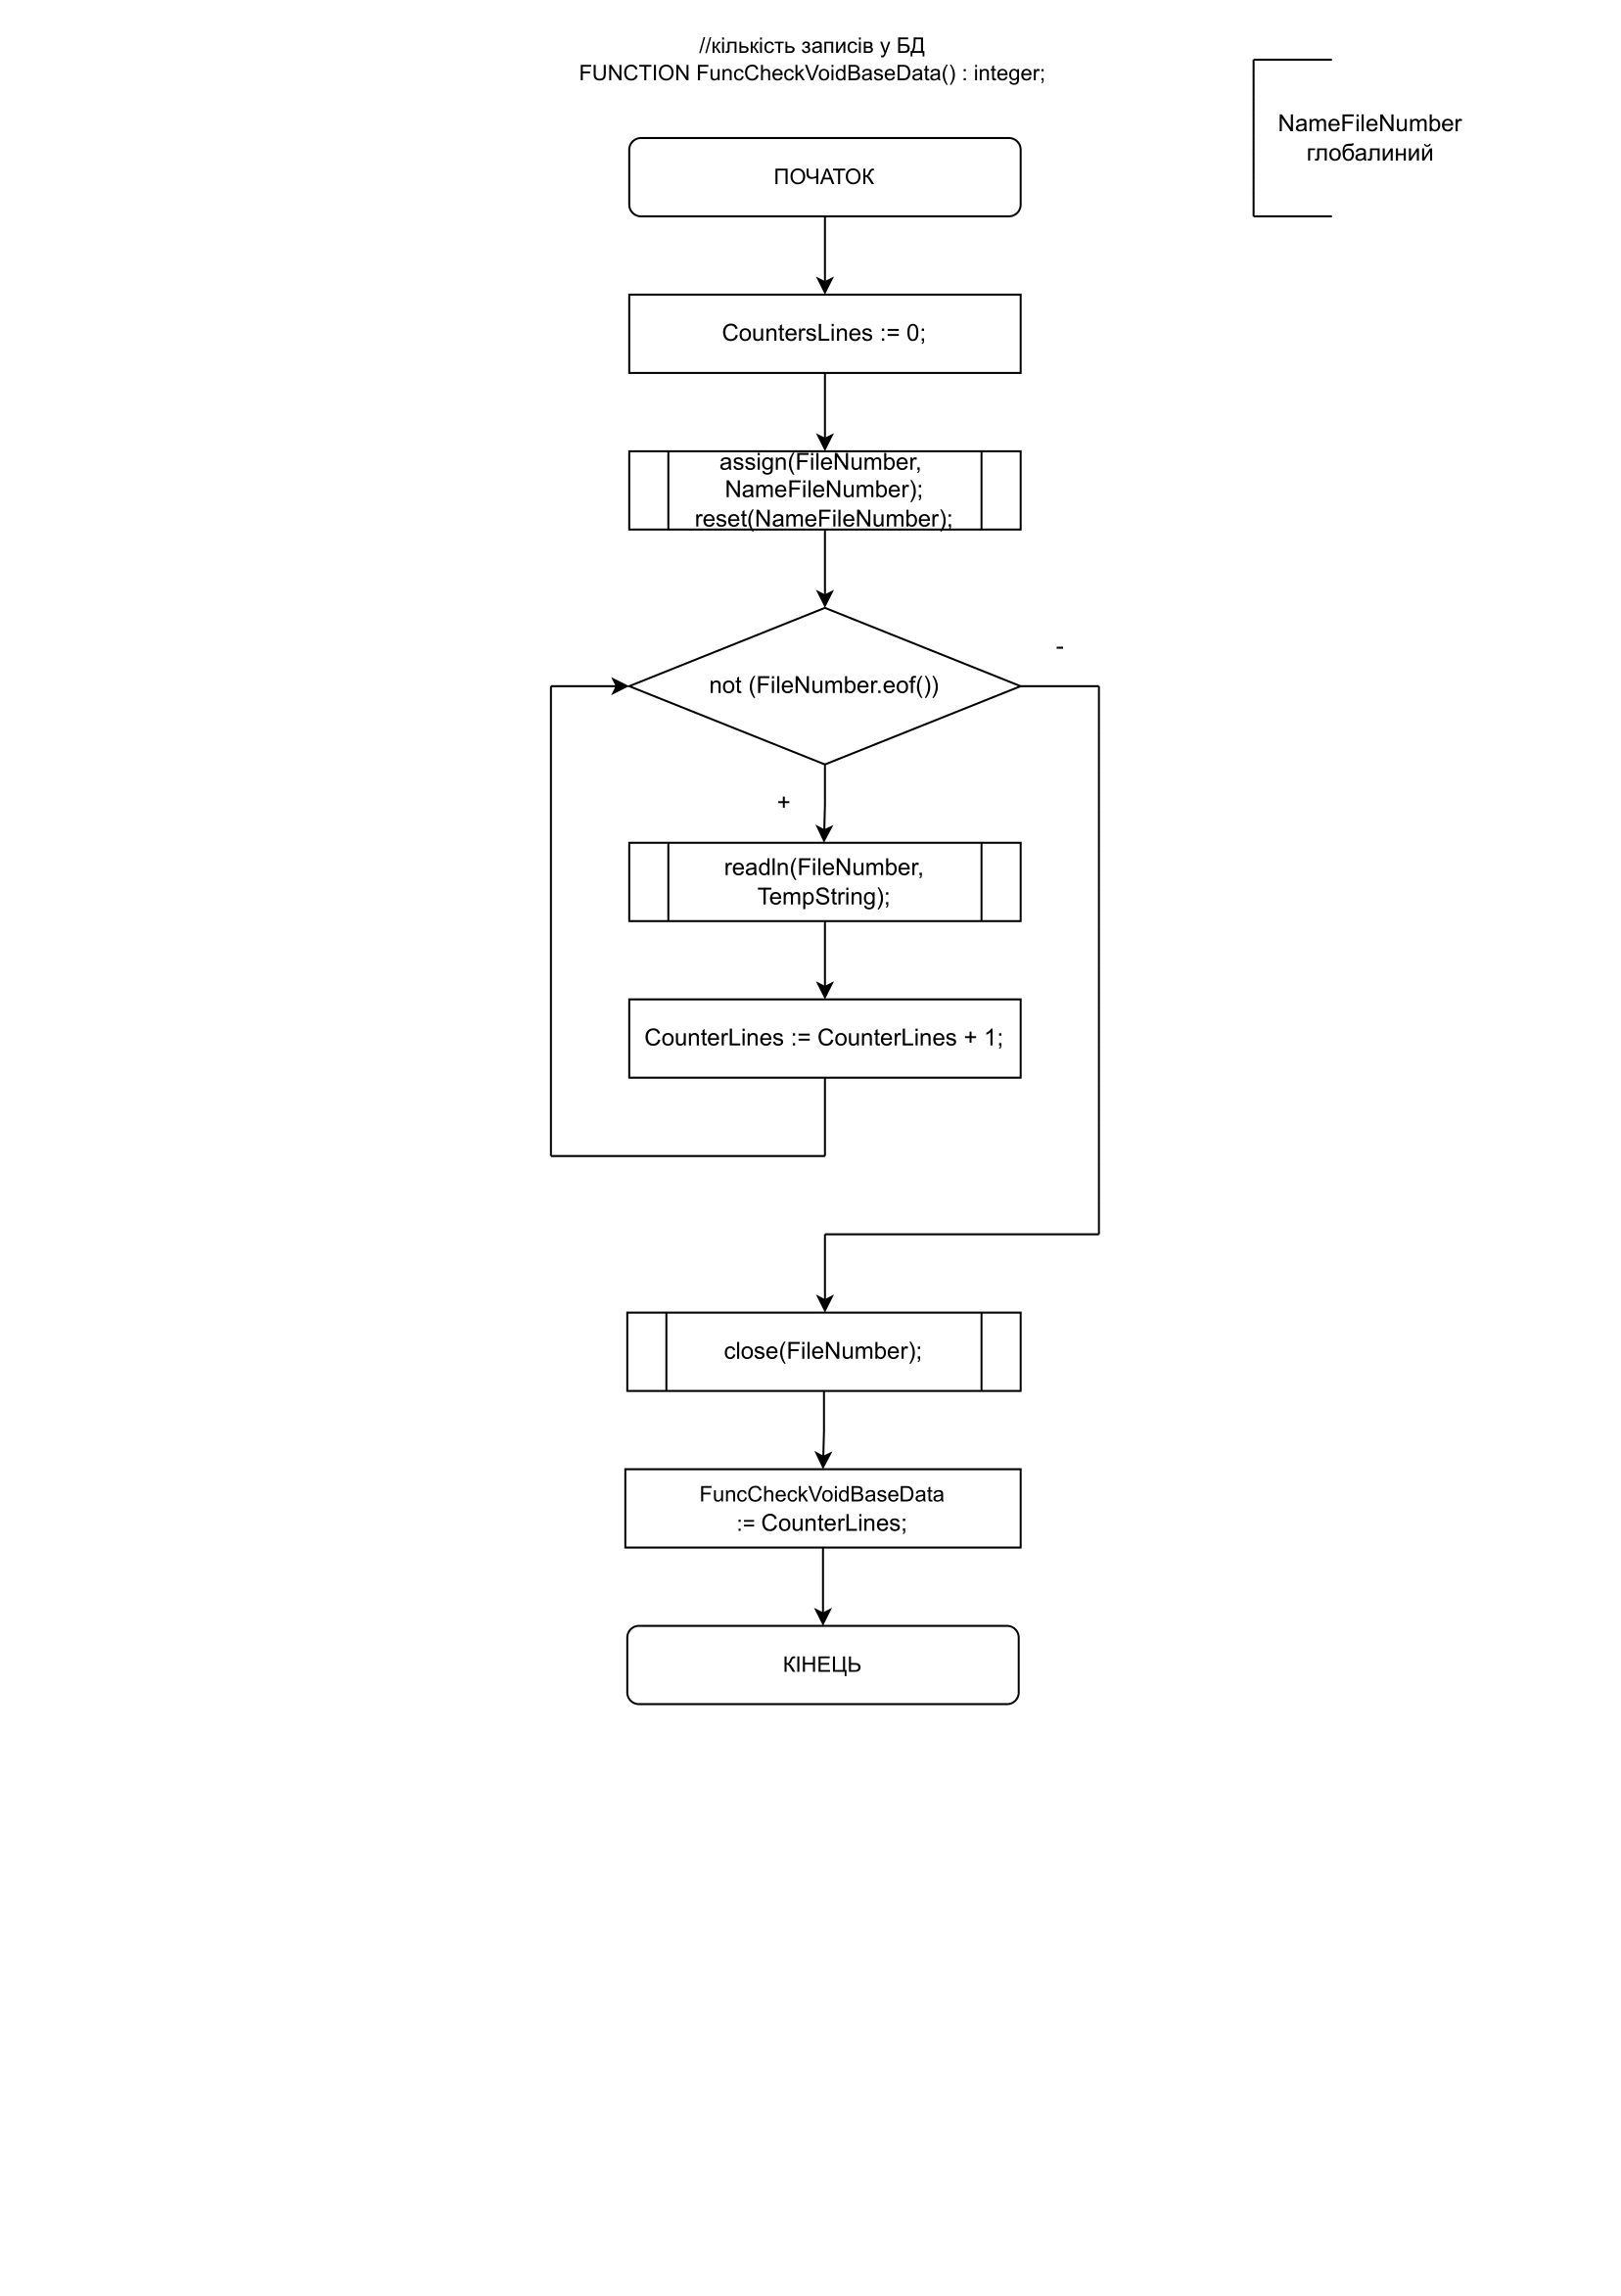 //кількість записів у БД
FUNCTION FuncCheckVoidBaseData() : integer;
NameFileNumber
глобалиний
ПОЧАТОК
CountersLines := 0;
assign(FileNumber,
NameFileNumber);
reset(NameFileNumber);
not (FileNumber.eof())
-
+
readln(FileNumber,
TempString);
CounterLines := CounterLines + 1;
close(FileNumber);
FuncCheckVoidBaseData
:= CounterLines;
КІНЕЦЬ